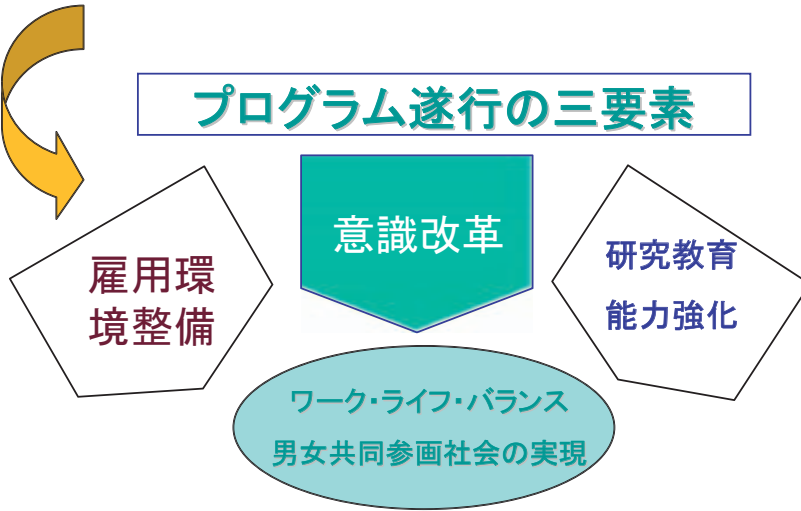 プログラム遂行の三要素
意識改革
雇用環
境整備
研究教育
能力強化
ワーク・ライフ・バランス
男女共同参画社会の実現